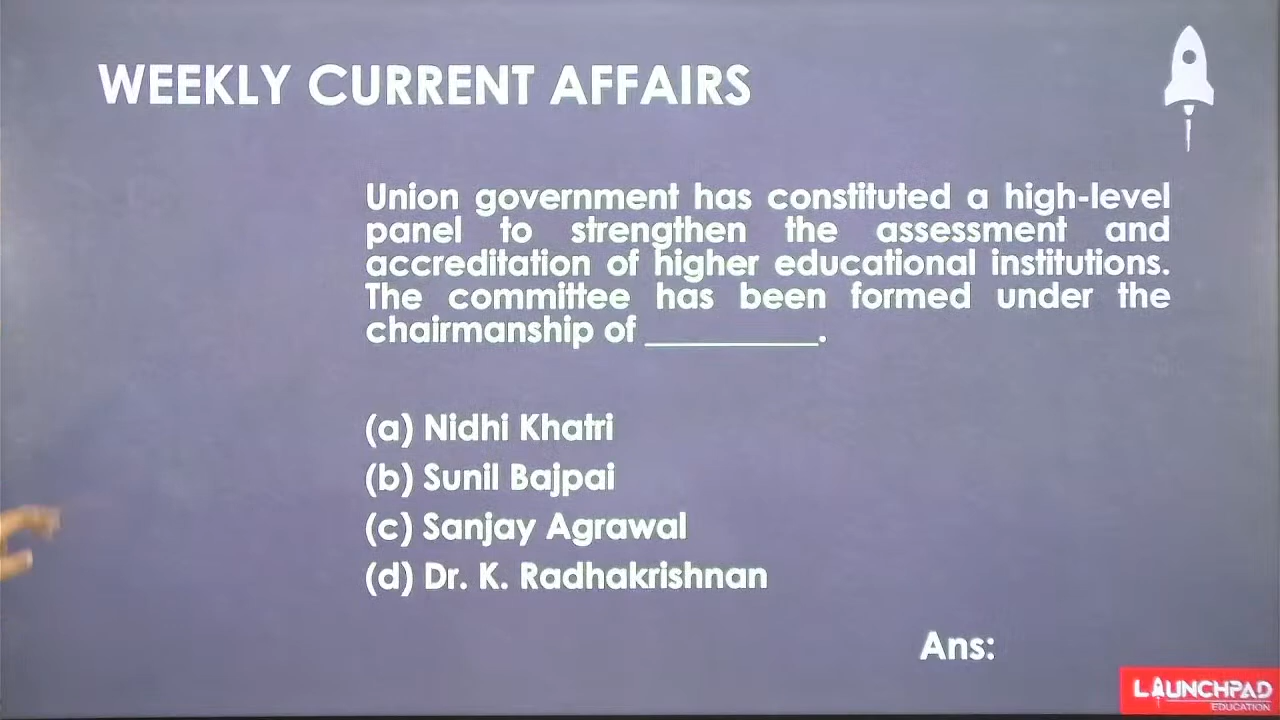 WEEKLY CURRENT AFFAIRS
Union government has constituted a high-level
panel to strengthen the assessment and
accreditation of higher educational institutions.
The committee has been formed under the
chairmanship of __________.
(a) Nidhi Khatri
(b) Sunil Bajpai
(c) Sanjay Agrawal
(d) Dr. K. Radhakrishnan
Ans:
LAUNCHPAD
EDUCATION